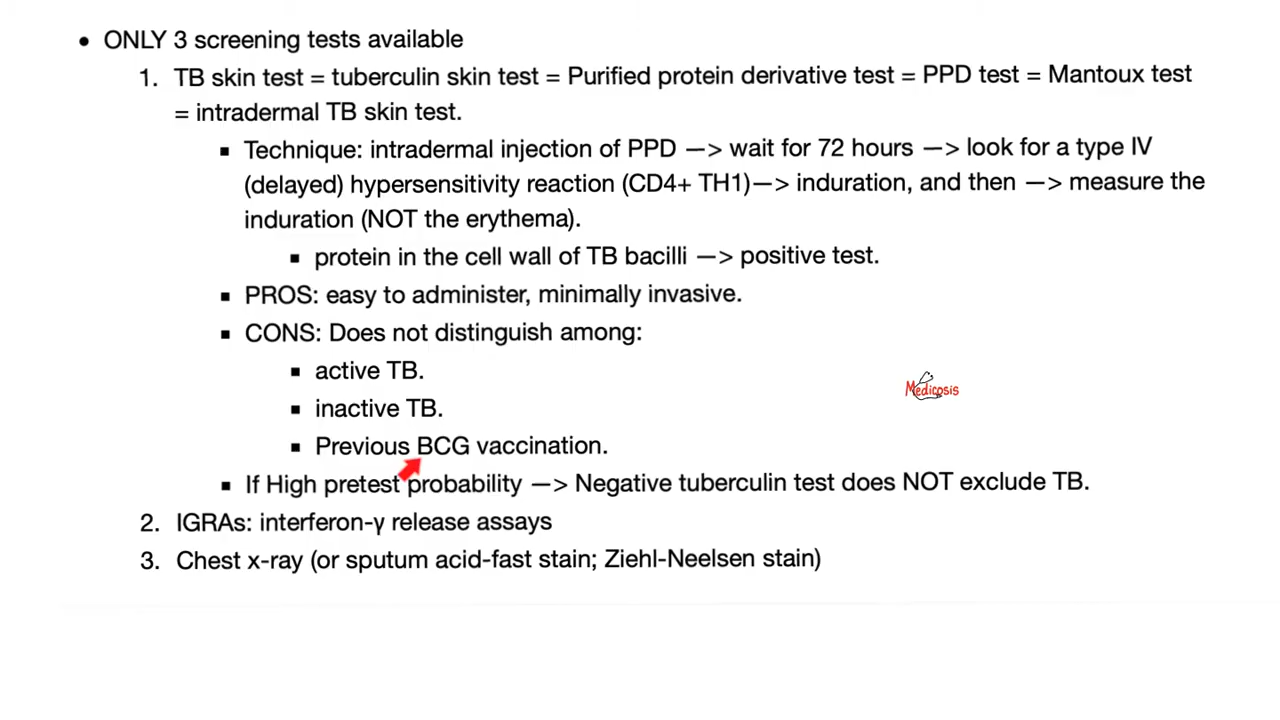 • ONLY 3 screening tests available
1. TB skin test = tuberculin skin test = Purified protein derivative test = PPD test = Mantoux test
= intradermal TB skin test.
▪ Technique: intradermal injection of PPD —> wait for 72 hours —> look for a type IV
(delayed) hypersensitivity reaction (CD4+ TH1)—> induration, and then —> measure the
induration (NOT the erythema).
▪ protein in the cell wall of TB bacilli —> positive test.
▪ PROS: easy to administer, minimally invasive.
▪ CONS: Does not distinguish among:
▪ active TB.
▪ inactive TB.
Medicosis
▪ Previous BCG vaccination.
▪ If High pretest probability —> Negative tuberculin test does NOT exclude TB.
2. IGRAs: interferon-γ release assays
3. Chest x-ray (or sputum acid-fast stain; Ziehl-Neelsen stain)